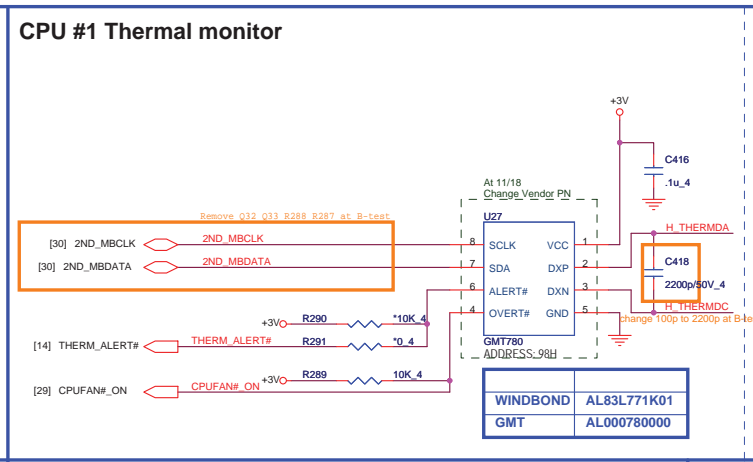 CPU #1 Thermal monitor
+3V
C416
.1u_4
At 11/18
Change Vendor PN
Remove Q32 Q33 R288 R287 at B-test
U27
H_THERMDA
[30] 2ND_MBCLK 2ND_MBCLK 8 SCLK VCC 1
[30] 2ND_MBDATA 2ND_MBDATA 7 SDA DXP 2
C418
2200p/50V_4
6 ALERT# DXN 3
H_THERMDC
4 OVERT# GND 5
change 100p to 2200p at B-te
+3V R290 *10K_4
[14] THERM_ALERT# THERM_ALERT# R291 *0_4
GMT780
ADDRESS: 98H
+3V R289 10K_4
[29] CPUFAN#_ON CPUFAN#_ON
WINDBOND AL83L771K01
GMT AL000780000